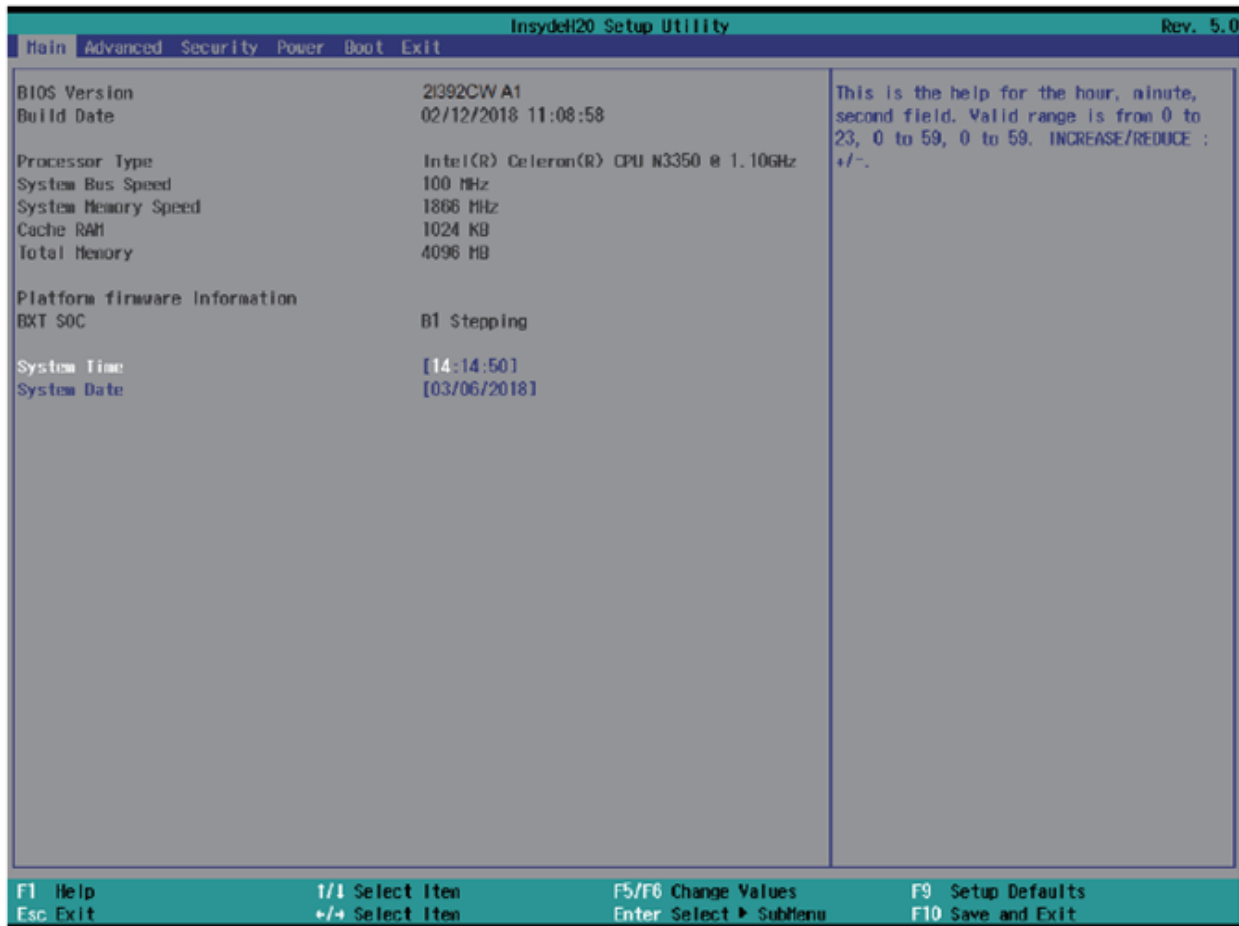 InsydeH20 Setup Utility Rev. 5.0
Main Advanced Security Power Boot Exit
BIOS Version 2I392CW A1
Build Date 02/12/2018 11:08:58
Processor Type Intel(R) Celeron(R) CPU N3350 @ 1.10GHz
System Bus Speed 100 MHz
System Memory Speed 1866 MHz
Cache RAM 1024 KB
Total Memory 4096 MB
Platform firmware Information
BXT SOC B1 Stepping
System Time [14:14:50]
System Date [03/06/2018]
This is the help for the hour, minute,
second field. Valid range is from 0 to
23, 0 to 59, 0 to 59. INCREASE/REDUCE :
+/-.
F1 Help ↑/↓ Select Item F5/F6 Change Values F9 Setup Defaults
Esc Exit ←/→ Select Item Enter Select ▶ SubMenu F10 Save and Exit